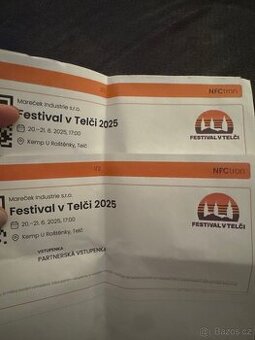 NFCtron
Mareček Industrie s.r.o.
Festival v Telči 2025
20.-21. 6. 2025, 17:00
Kemp U Roštěnky, Telč
FESTIVAL V TELČI
1/2
NFCtron
Mareček Industrie s.r.o.
Festival v Telči 2025
20.-21. 6. 2025, 17:00
Kemp U Roštěnky, Telč
FESTIVAL V TELČI
VSTUPENKA
PARTNERSKÁ VSTUPENKA
Bazos.cz